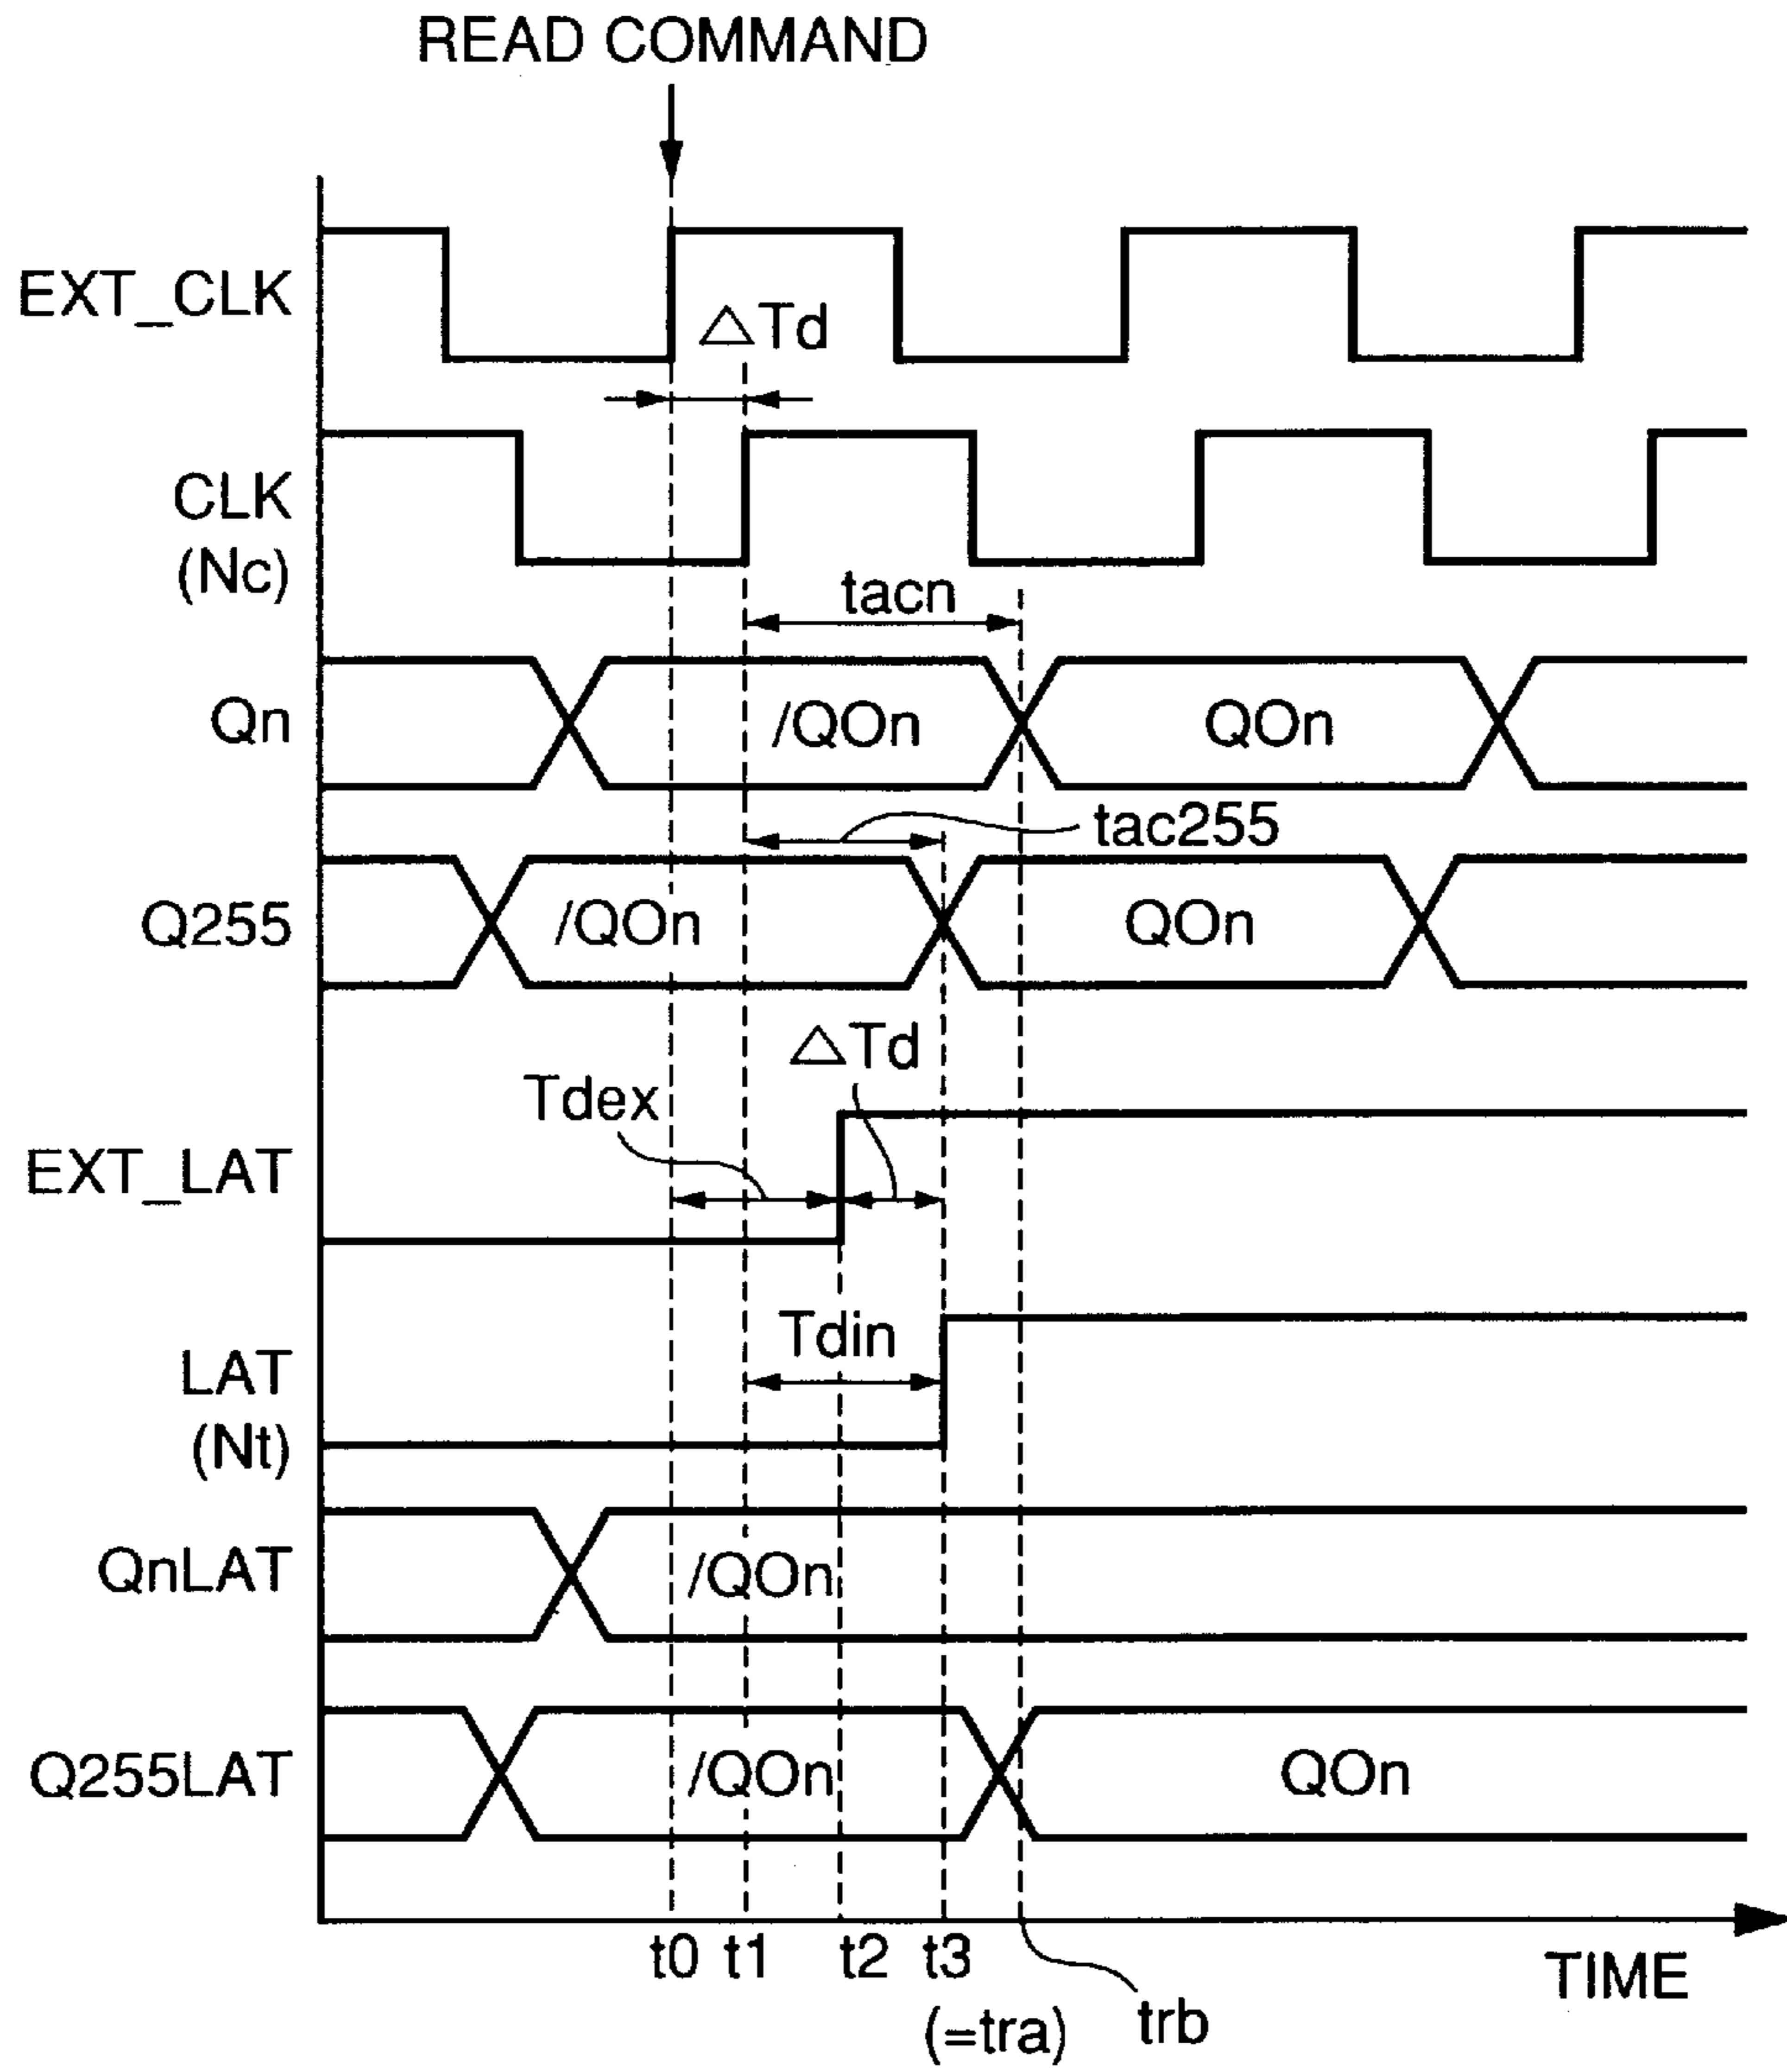 READ COMMAND
EXT_CLK
△Td
CLK
(Nc)
tacn
Qn
/QOn
QOn
tac255
Q255
/QOn
QOn
△Td
Tdex
EXT_LAT
Tdin
LAT
(Nt)
QnLAT
/QOn
Q255LAT
/QOn
QOn
t0 t1 t2 t3
TIME
(=tra)
trb